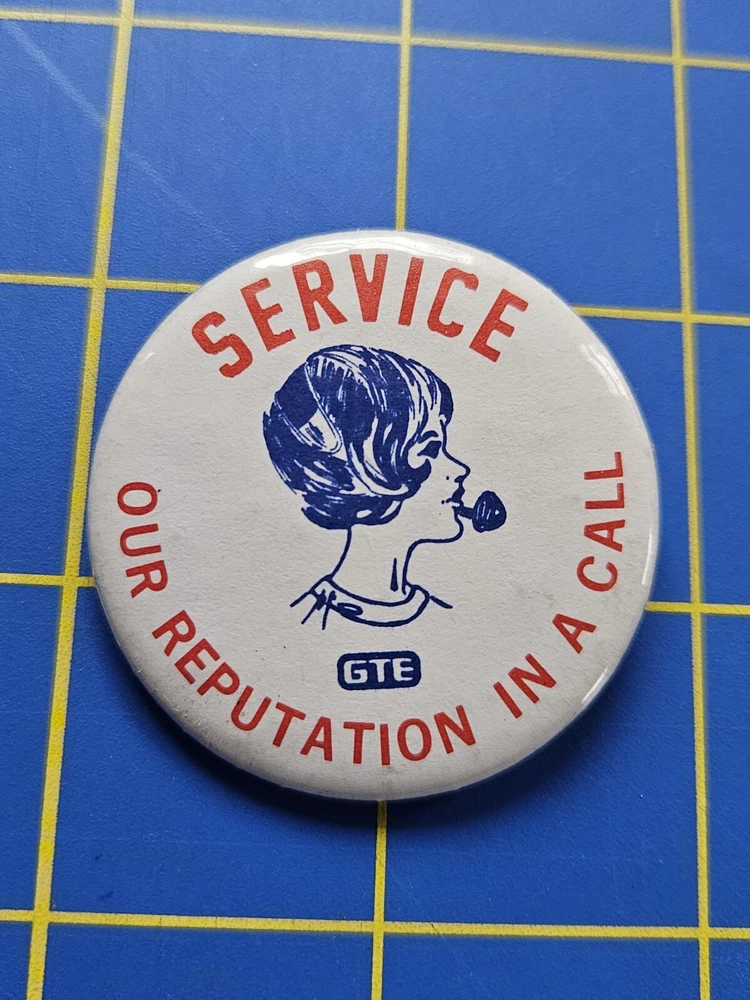 SERVICE
GTE
OUR REPUTATION IN A CALL